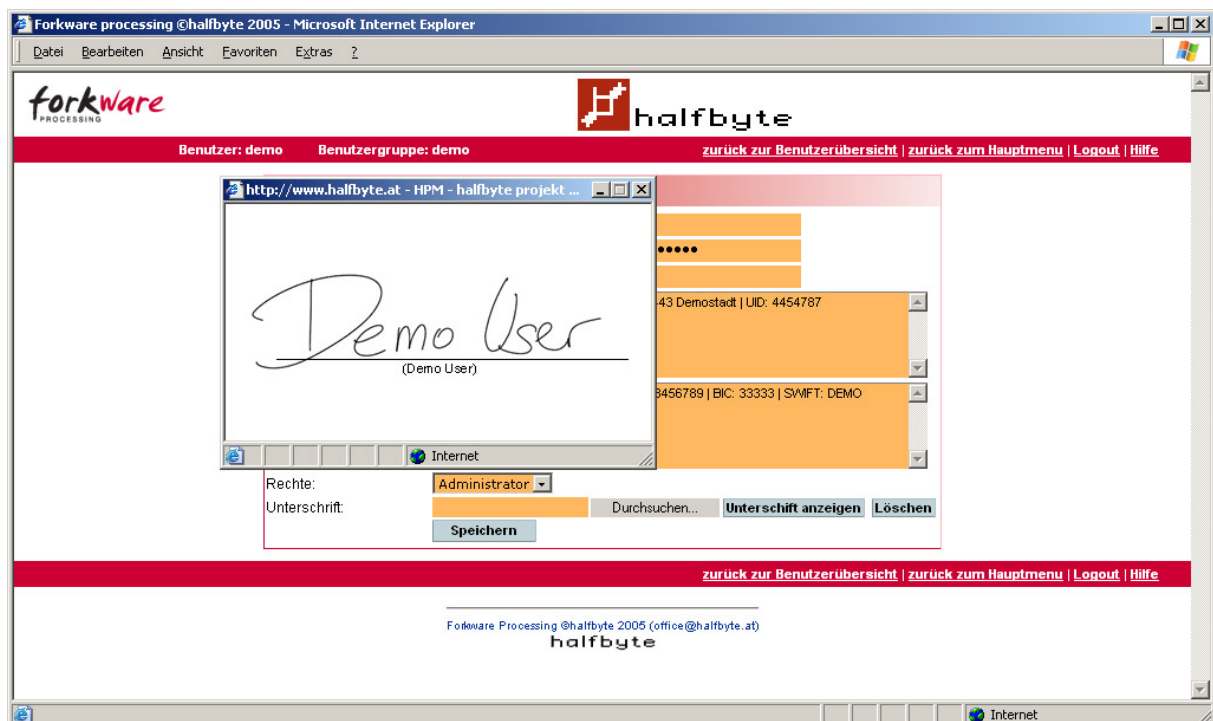 Forkware processing ©halfbyte 2005 - Microsoft Internet Explorer
Datei Bearbeiten Ansicht Favoriten Extras ?
forkware
PROCESSING
halfbyte
Benutzer: demo Benutzergruppe: demo zurück zur Benutzerübersicht | zurück zum Hauptmenu | Logout | Hilfe
http://www.halfbyte.at - HPM - halfbyte projekt ...
•••••
Demo User
(Demo User)
-43 Demostadt | UID: 4454787
3456789 | BIC: 33333 | SWIFT: DEMO
Internet
Rechte: Administrator
Unterschrift: Durchsuchen... Unterschift anzeigen Löschen
Speichern
zurück zur Benutzerübersicht | zurück zum Hauptmenu | Logout | Hilfe
Forkware Processing ©halfbyte 2005 (office@halfbyte.at)
halfbyte
Internet